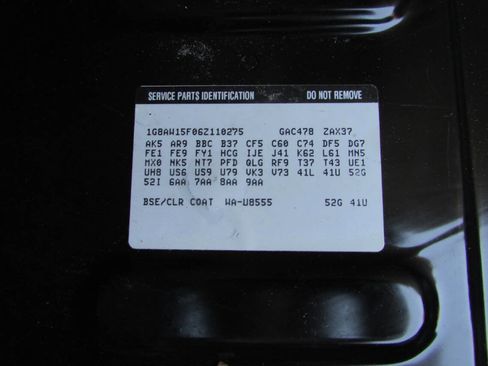 SERVICE PARTS IDENTIFICATION DO NOT REMOVE
1G8AW15F06Z110275 GAC478 ZAX37
AK5 AR9 BBC B37 CF5 C60 C74 DF5 DG7
FE1 FE9 FY1 HCG IJE J41 K62 L61 MN5
MX0 NK5 NT7 PFD QLG RF9 T37 T43 UE1
UH8 US6 US9 U79 VK3 V73 41L 41U 52G
52I 6AA 7AA 8AA 9AA
BSE/CLR COAT WA-U8555 52G 41U